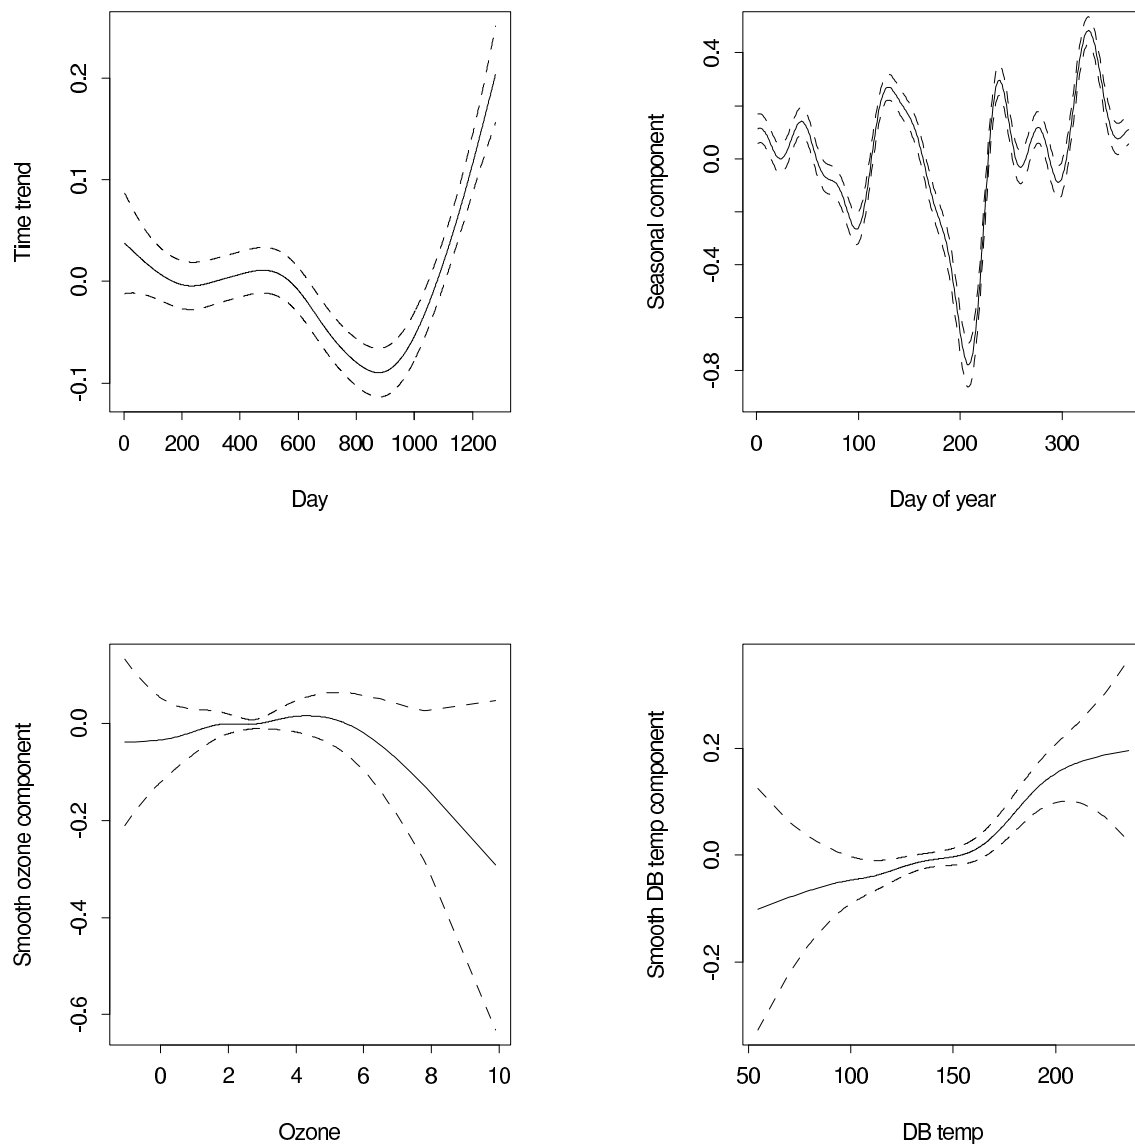 Time trend
0.2
0.1
0.0
-0.1
0 200 400 600 800 1000 1200
Day
Seasonal component
0.4
0.0
-0.4
-0.8
0 100 200 300
Day of year
Smooth ozone component
0.0
-0.2
-0.4
-0.6
0 2 4 6 8 10
Ozone
Smooth DB temp component
0.2
0.0
-0.2
50 100 150 200
DB temp